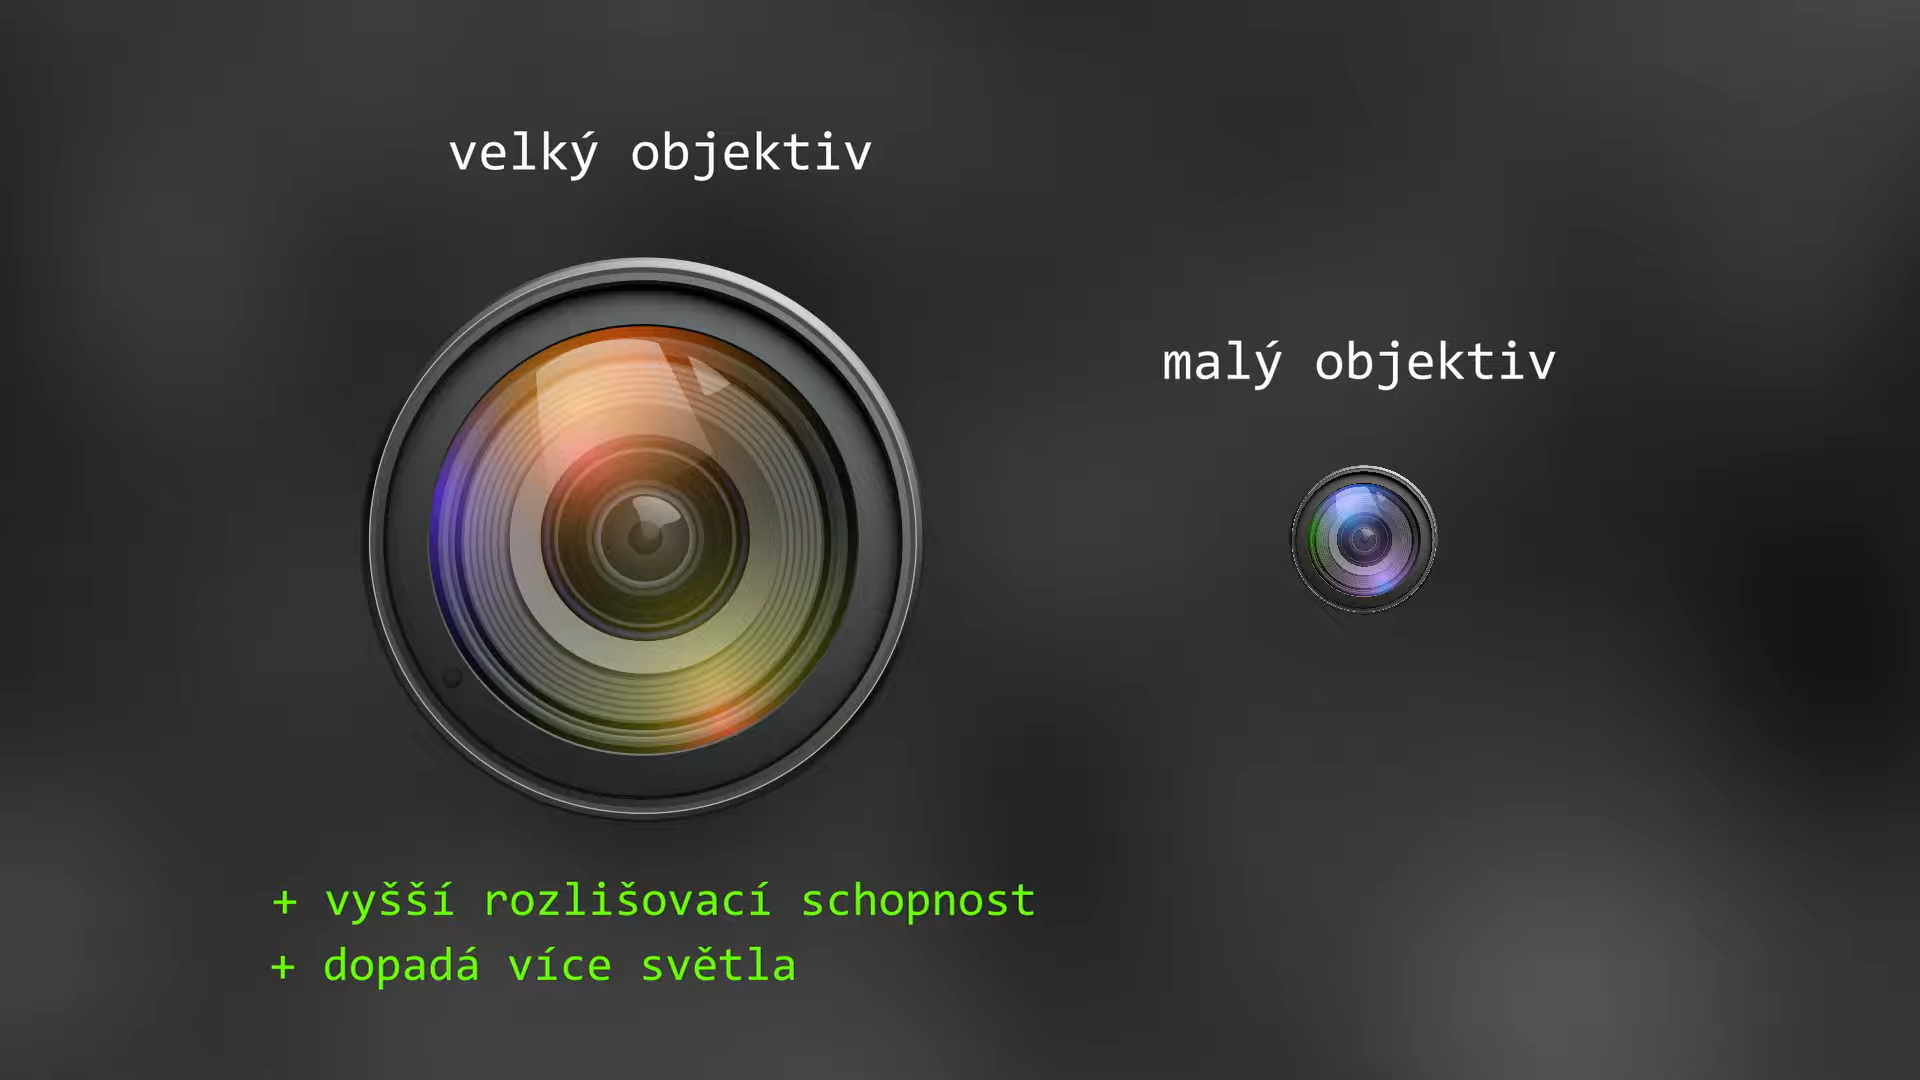 velký objektiv
malý objektiv
+ vyšší rozlišovací schopnost
+ dopadá více světla